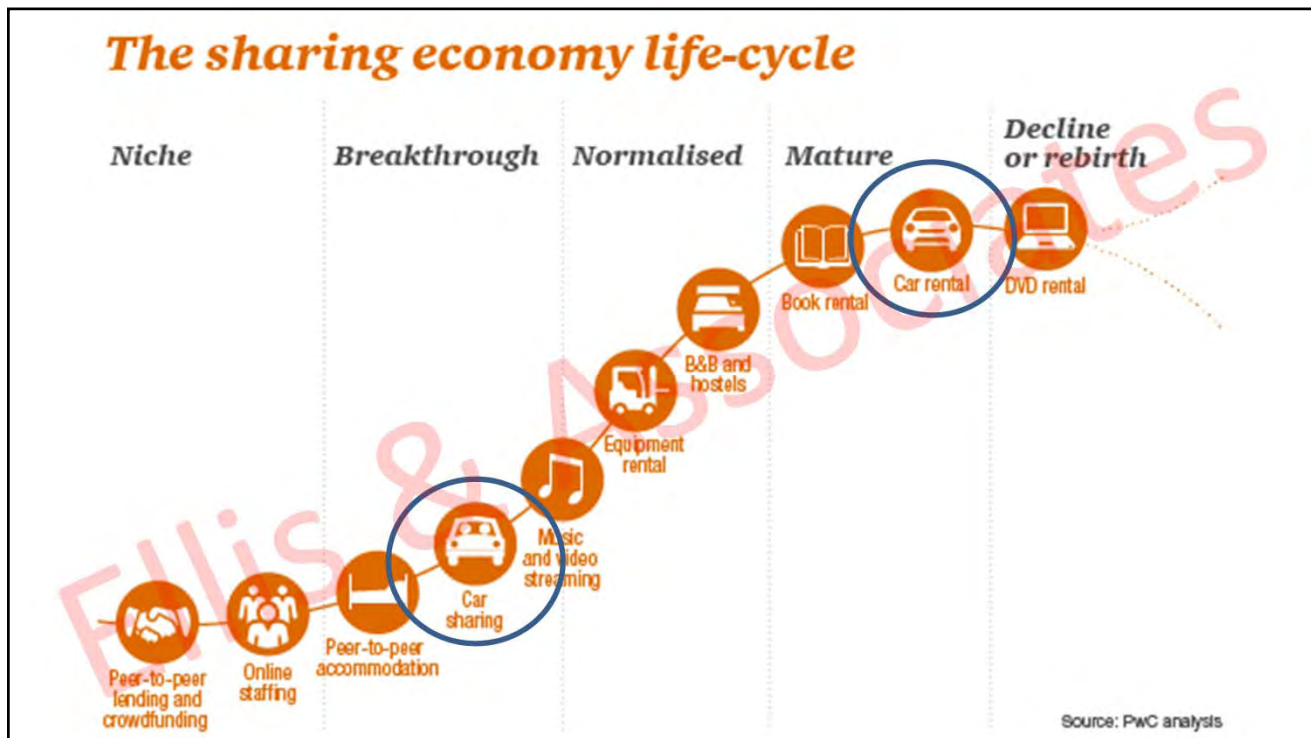 The sharing economy life-cycle
Niche
Breakthrough
Normalised
Mature
Decline
or rebirth
Peer-to-peer
lending and
crowdfunding
Online
staffing
Peer-to-peer
accommodation
Car
sharing
Music
and video
streaming
Equipment
rental
B&B and
hostels
Book rental
Car rental
DVD rental
Ellis & Associates
Source: PwC analysis